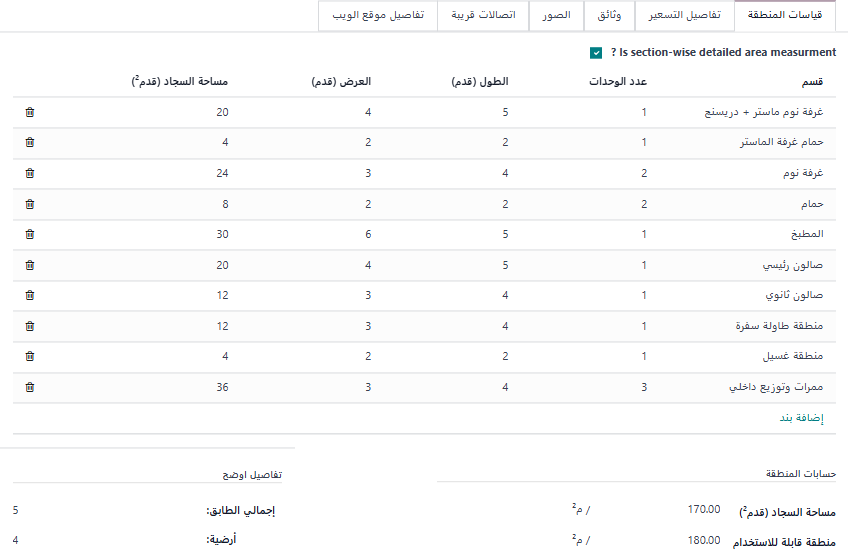 قياسات المنطقة تفاصيل التسعير وثائق الصور اتصالات قريبة تفاصيل موقع الويب
Is section-wise detailed area measurment ?
قسم عدد الوحدات الطول (قدم) العرض (قدم) مساحة السجاد (قدم²)
غرفة نوم ماستر + دريسنج 1 5 4 20
حمام غرفة الماستر 1 2 2 4
غرفة نوم 2 4 3 24
حمام 2 2 2 8
المطبخ 1 5 6 30
صالون رئيسي 1 5 4 20
صالون ثانوي 1 4 3 12
منطقة طاولة سفرة 1 4 3 12
منطقة غسيل 1 2 2 4
ممرات وتوزيع داخلي 3 4 3 36
إضافة بند
حسابات المنطقة
مساحة السجاد (قدم²) 170.00 / م²
منطقة قابلة للاستخدام 180.00 / م²
تفاصيل اوضح
إجمالي الطابق: 5
أرضية: 4